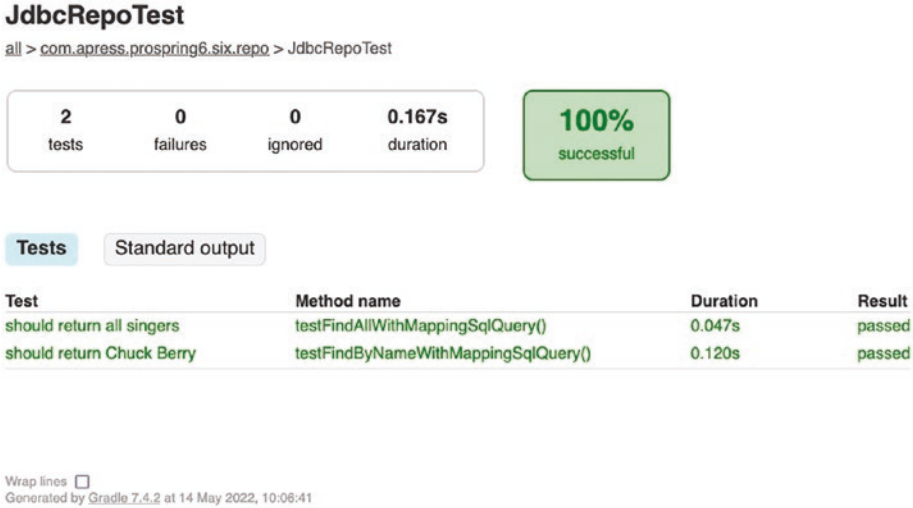 JdbcRepoTest
all > com.apress.prospring6.six.repo > JdbcRepoTest
2 0 0 0.167s 100%
tests failures ignored duration successful
Tests Standard output
Test Method name Duration Result
should return all singers testFindAllWithMappingSqlQuery() 0.047s passed
should return Chuck Berry testFindByNameWithMappingSqlQuery() 0.120s passed
Wrap lines
Generated by Gradle 7.4.2 at 14 May 2022, 10:06:41